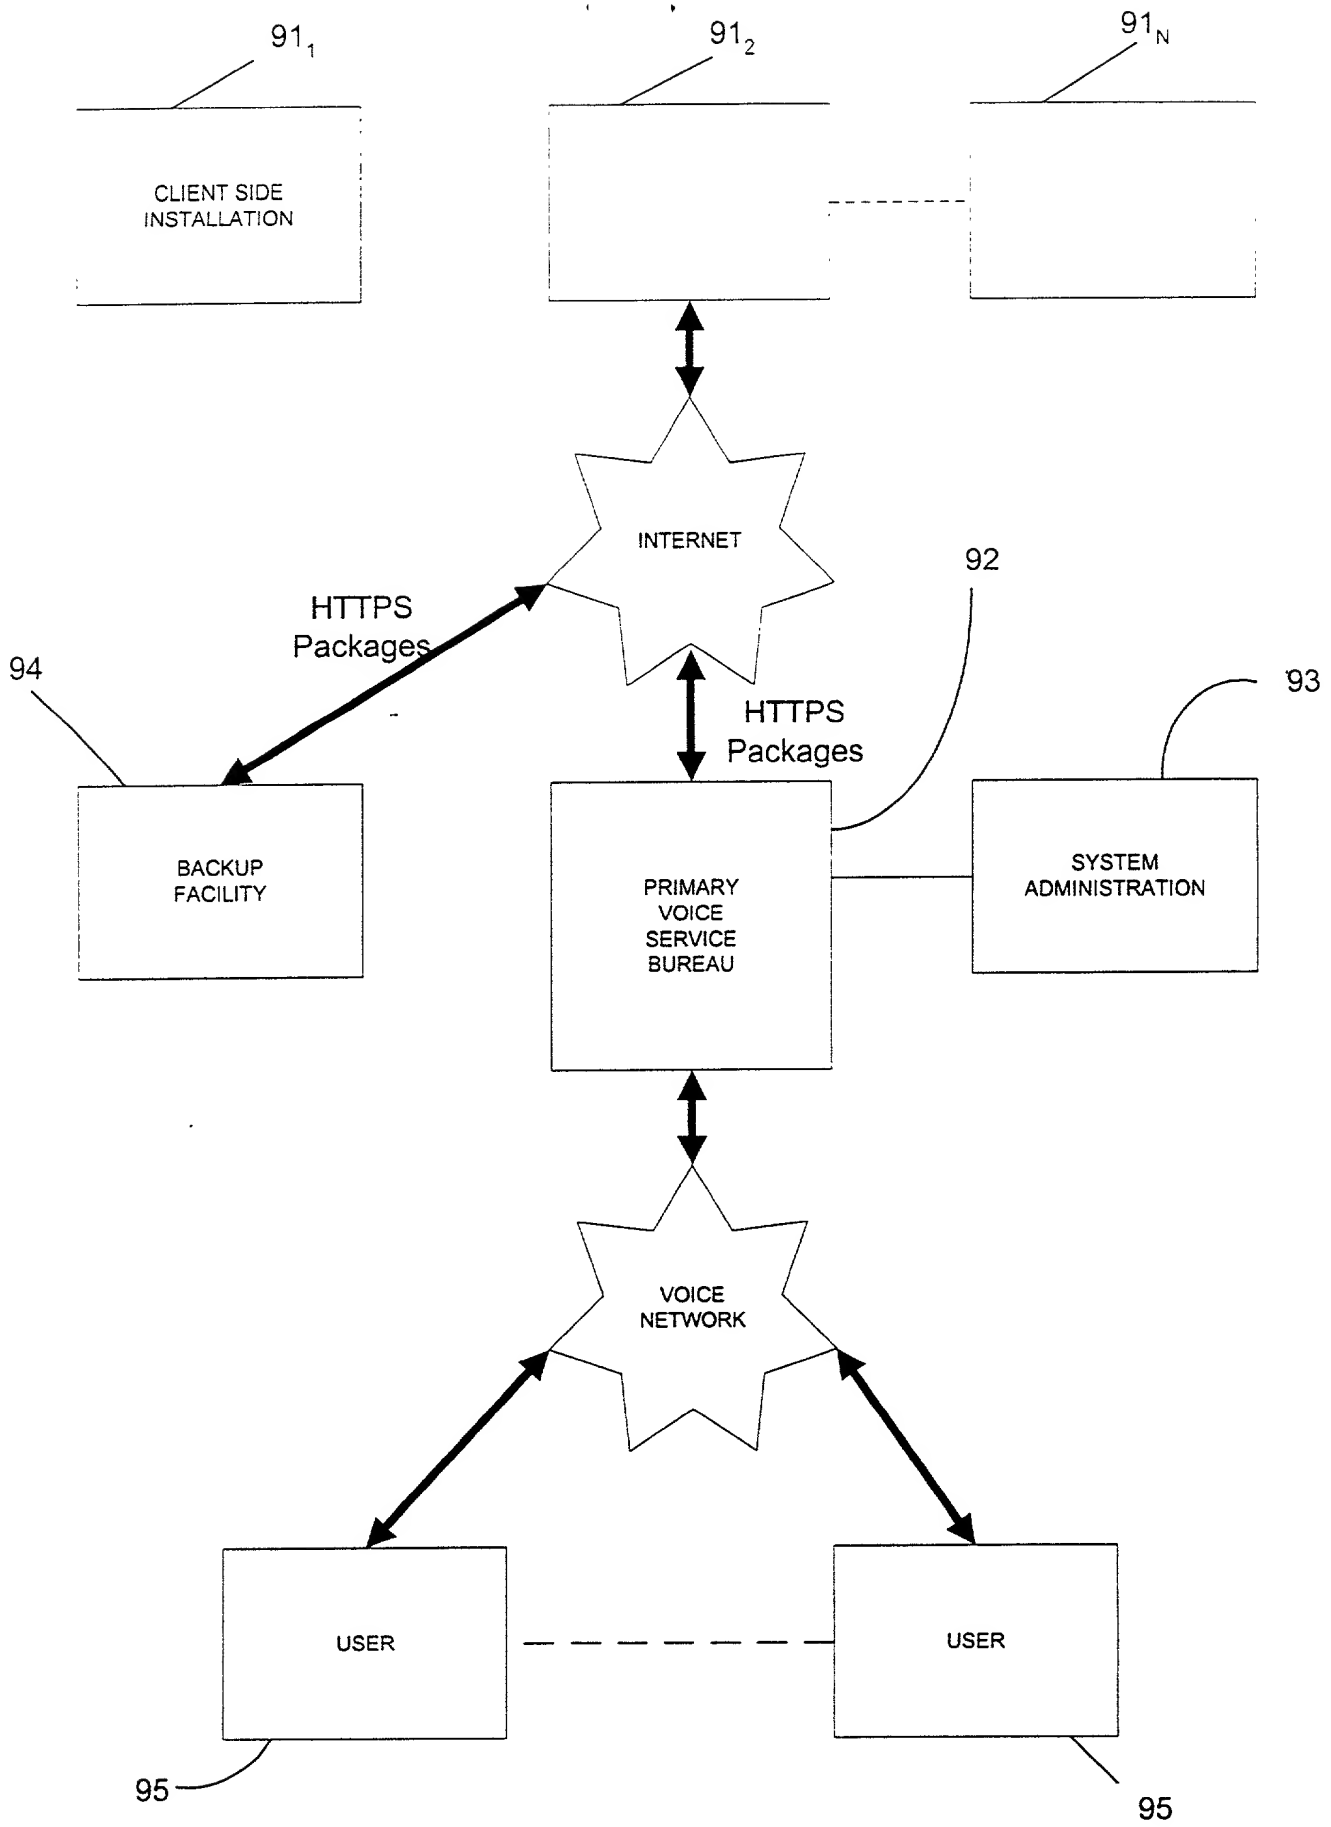 91₁
91₂
91N
CLIENT SIDE
INSTALLATION
INTERNET
92
HTTPS
Packages
94
93
HTTPS
Packages
BACKUP
FACILITY
PRIMARY
VOICE
SERVICE
BUREAU
SYSTEM
ADMINISTRATION
VOICE
NETWORK
USER
USER
95
95